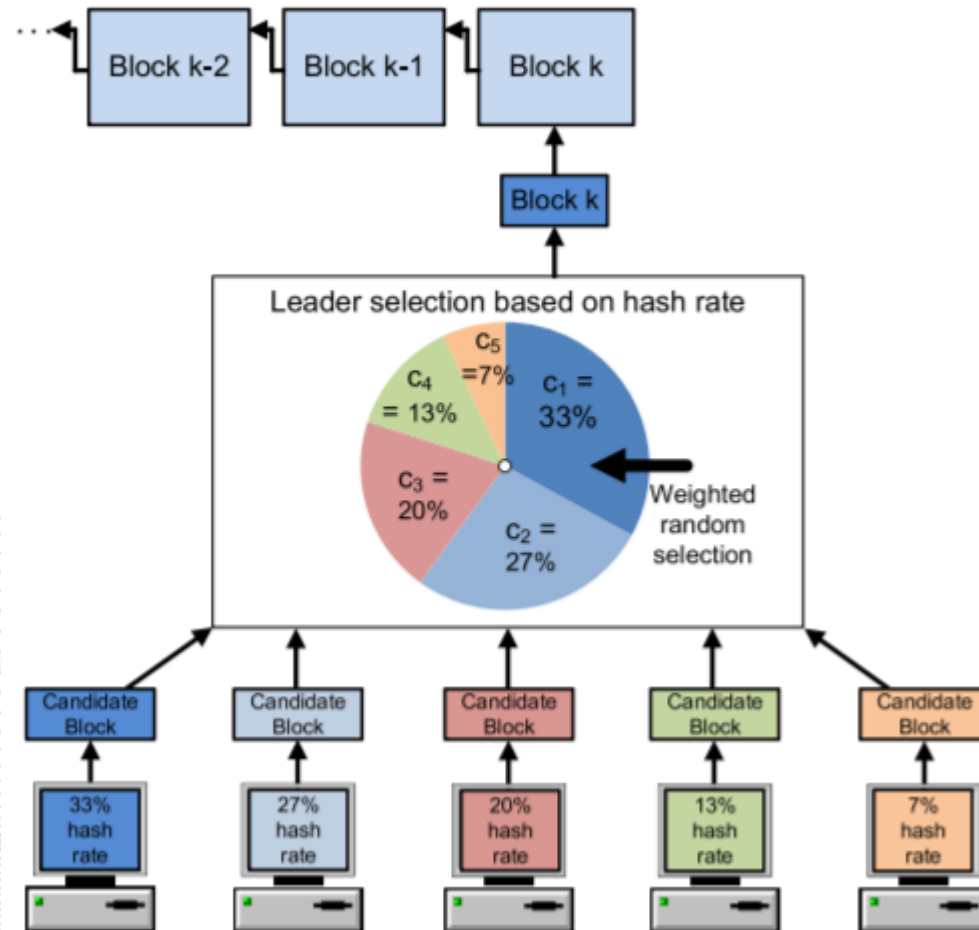 ...
Block k-2
Block k-1
Block k
Block k
Leader selection based on hash rate
c₅
=7%
c₁ =
33%
c₄
= 13%
c₃ =
20%
c₂ =
27%
Weighted
random
selection
Candidate
Block
Candidate
Block
Candidate
Block
Candidate
Block
Candidate
Block
33%
hash
rate
27%
hash
rate
20%
hash
rate
13%
hash
rate
7%
hash
rate